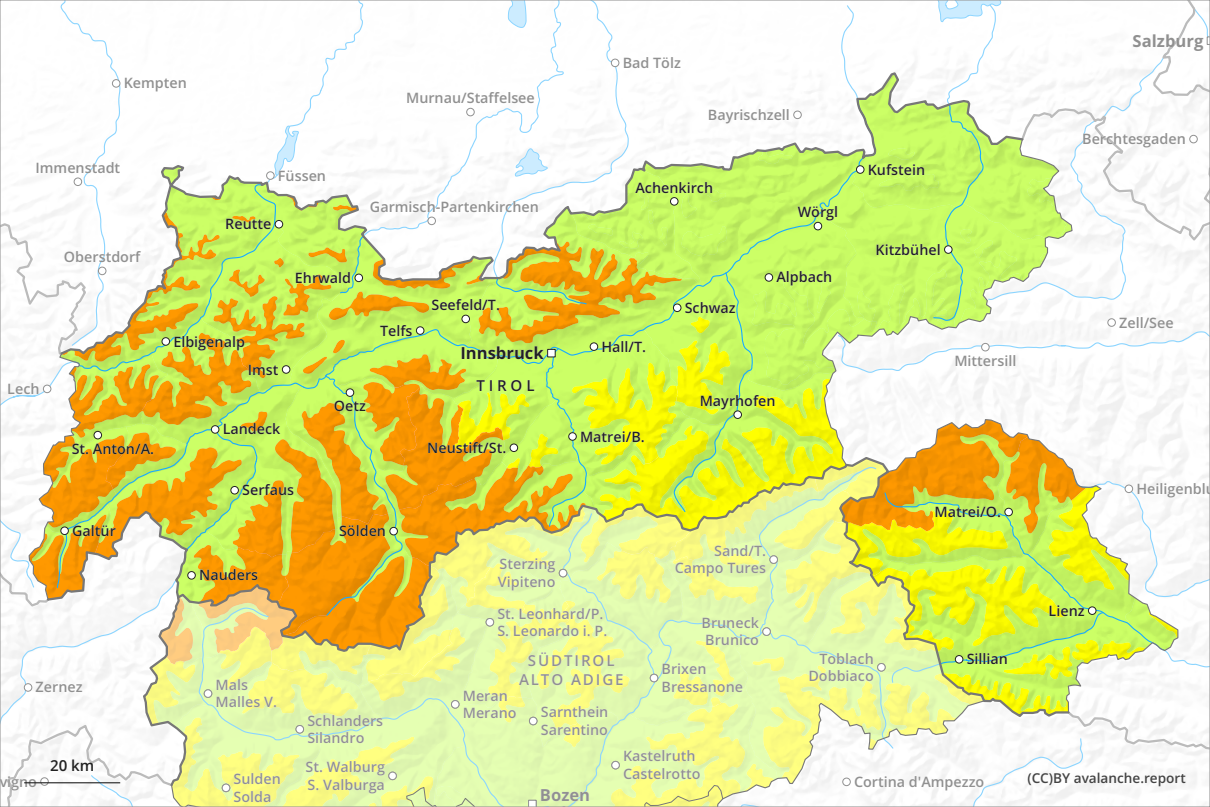 Salzburg
Bad Tölz
Kempten
Murnau/Staffelsee
Bayrischzell
Berchtesgaden
Immenstadt
Füssen
Kufstein
Achenkirch
Garmisch-Partenkirchen
Wörgl
Reutte
Kitzbühel
Oberstdorf
Ehrwald
Alpbach
Seefeld/T.
Schwaz
Zell/See
Telfs
Elbigenalp
Innsbruck
Hall/T.
Mittersill
Imst
TIROL
Lech
Mayrhofen
Oetz
Landeck
Matrei/B.
St. Anton/A.
Neustift/St.
Serfaus
Heiligenblu
Matrei/O.
Galtür
Sölden
Sand/T.
Campo Tures
Sterzing
Vipiteno
Nauders
Lienz
St. Leonhard/P.
S. Leonardo i. P.
Bruneck
Brunico
Sillian
SÜDTIROL
ALTO ADIGE
Toblach
Dobbiaco
Brixen
Bressanone
Zernez
Mals
Malles V.
Meran
Merano
Sarnthein
Sarentino
Schlanders
Silandro
Kastelruth
Castelrotto
20 km
St. Walburg
S. Valburga
vigno
Sulden
Solda
Cortina d'Ampezzo
(CC)BY avalanche.report
Bozen